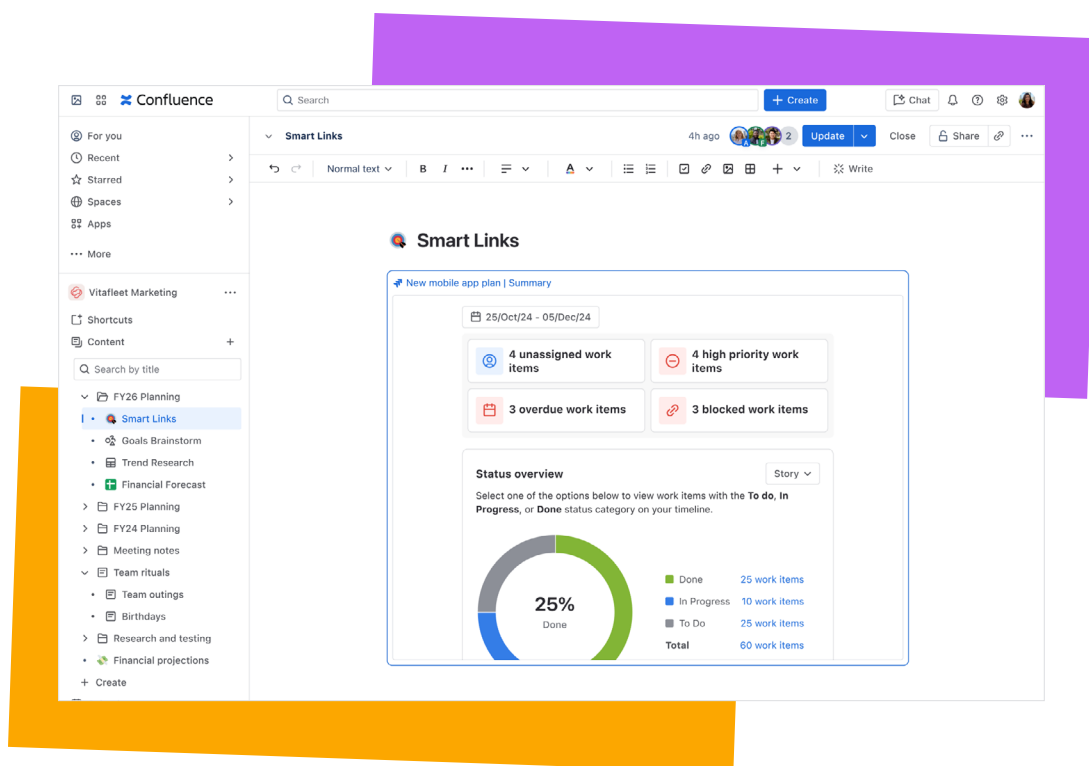 Confluence
Search
+ Create
Chat
For you
Recent
Starred
Spaces
Apps
More
Vitafleet Marketing
Shortcuts
Content
Search by title
FY26 Planning
Smart Links
Goals Brainstorm
Trend Research
Financial Forecast
FY25 Planning
FY24 Planning
Meeting notes
Team rituals
Team outings
Birthdays
Research and testing
Financial projections
+ Create
Smart Links
4h ago
2
Update
Close
Share
Normal text
B I
A
Write
Smart Links
New mobile app plan | Summary
25/Oct/24 - 05/Dec/24
4 unassigned work
items
4 high priority work
items
3 overdue work items
3 blocked work items
Status overview
Story
Select one of the options below to view work items with the To do, In
Progress, or Done status category on your timeline.
25%
Done
Done 25 work items
In Progress 10 work items
To Do 25 work items
Total 60 work items